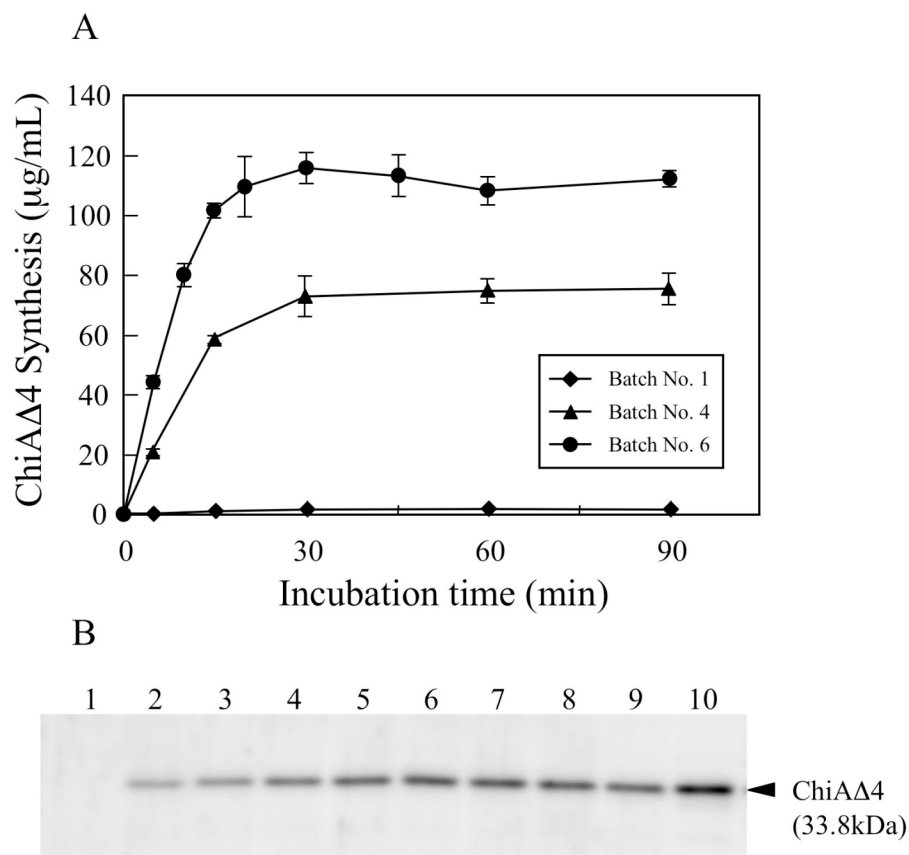 A
ChiAΔ4 Synthesis (μg/mL)
140
120
100
80
60
40
20
0
Batch No. 1
Batch No. 4
Batch No. 6
0 30 60 90
Incubation time (min)
B
1 2 3 4 5 6 7 8 9 10
ChiAΔ4
(33.8kDa)